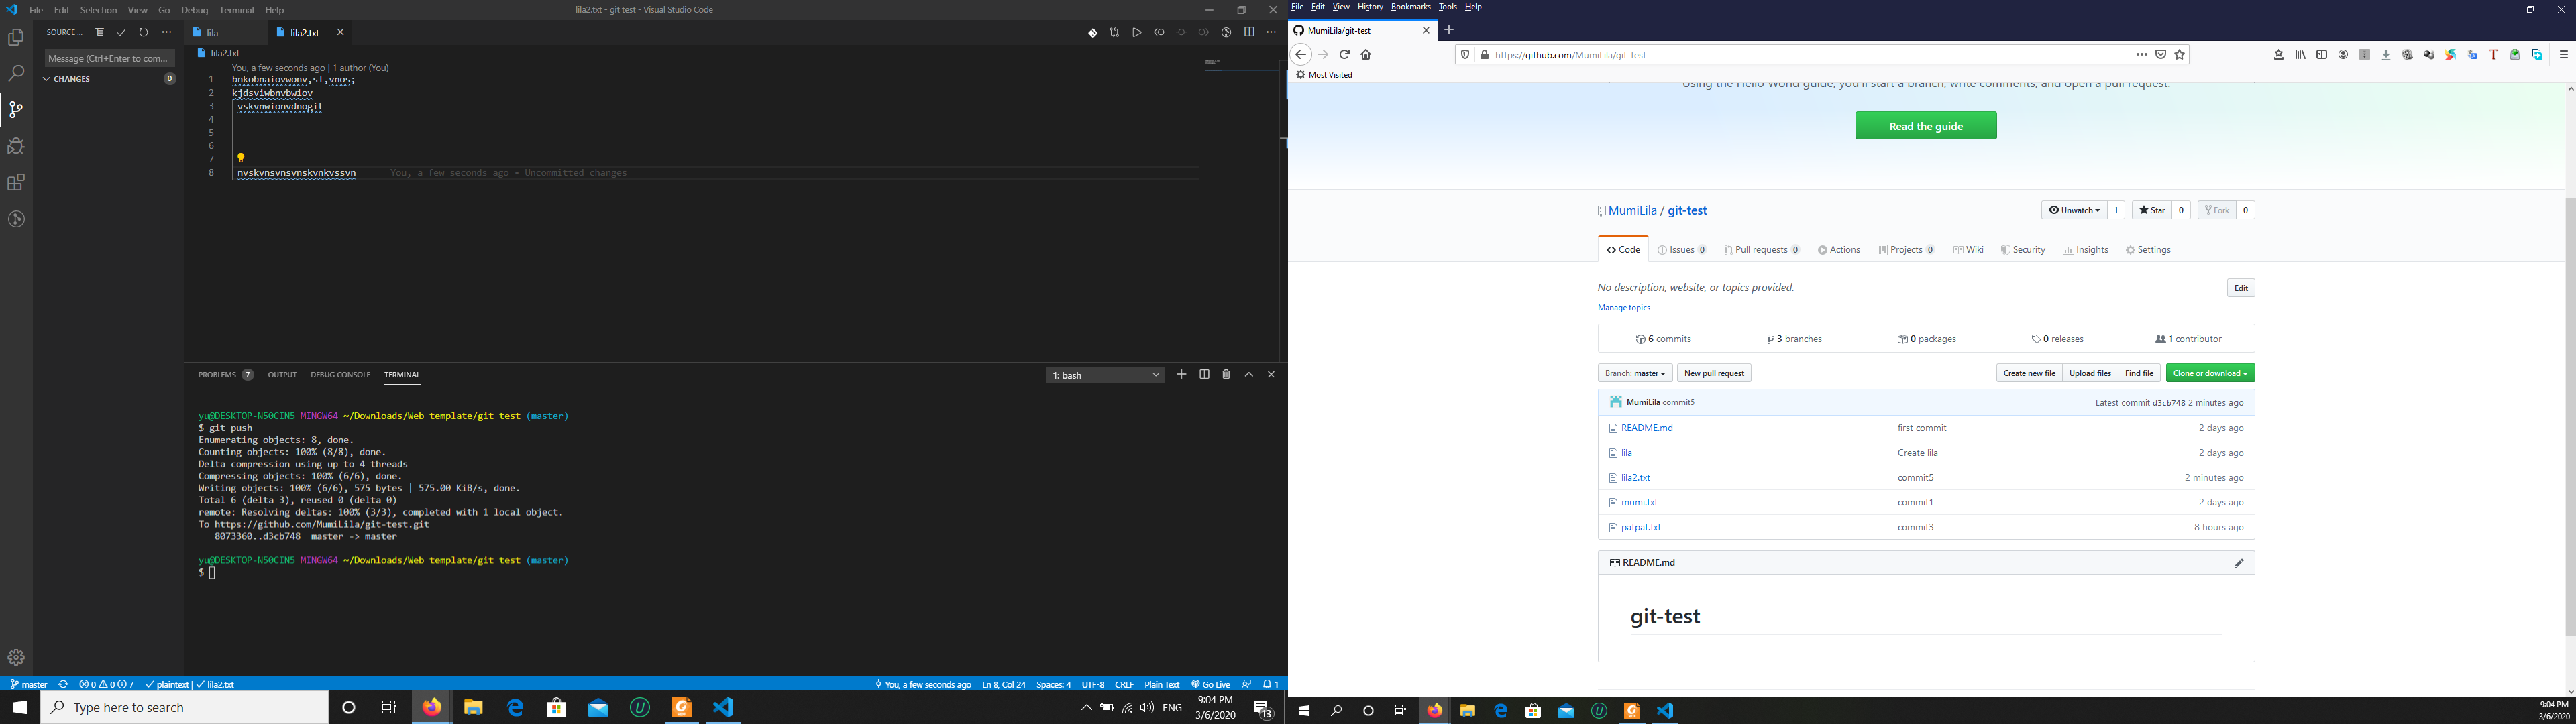 File Edit Selection View Go Debug Terminal Help
lila2.txt - git test - Visual Studio Code
SOURCE ...
lila
lila2.txt
Message (Ctrl+Enter to com...
lila2.txt
CHANGES 0
You, a few seconds ago | 1 author (You)
1 bnkobnaiovwonv,sl,vnos;
2 kjdsviwbnvbwiov
3 vskvnwionvdnogit
4
5
6
7
8 nvskvnsvnsvnskvnkvssvn You, a few seconds ago • Uncommitted changes
PROBLEMS 7 OUTPUT DEBUG CONSOLE TERMINAL
1: bash
yu@DESKTOP-N50CIN5 MINGW64 ~/Downloads/Web template/git test (master)
$ git push
Enumerating objects: 8, done.
Counting objects: 100% (8/8), done.
Delta compression using up to 4 threads
Compressing objects: 100% (6/6), done.
Writing objects: 100% (6/6), 575 bytes | 575.00 KiB/s, done.
Total 6 (delta 3), reused 0 (delta 0)
remote: Resolving deltas: 100% (3/3), completed with 1 local object.
To https://github.com/MumiLila/git-test.git
8073360..d3cb748 master -> master
yu@DESKTOP-N50CIN5 MINGW64 ~/Downloads/Web template/git test (master)
$
master 0 0 7 plaintext | lila2.txt
You, a few seconds ago Ln 8, Col 24 Spaces: 4 UTF-8 CRLF Plain Text Go Live 1
Type here to search
ENG
9:04 PM
3/6/2020
13
File Edit View History Bookmarks Tools Help
MumiLila/git-test
https://github.com/MumiLila/git-test
Most Visited
Using the Hello World guide, you'll start a branch, write comments, and open a pull request.
Read the guide
MumiLila / git-test
Unwatch 1 Star 0 Fork 0
Code Issues 0 Pull requests 0 Actions Projects 0 Wiki Security Insights Settings
No description, website, or topics provided.
Edit
Manage topics
6 commits 3 branches 0 packages 0 releases 1 contributor
Branch: master New pull request Create new file Upload files Find file Clone or download
MumiLila commit5 Latest commit d3cb748 2 minutes ago
README.md first commit 2 days ago
lila Create lila 2 days ago
lila2.txt commit5 2 minutes ago
mumi.txt commit1 2 days ago
patpat.txt commit3 8 hours ago
README.md
git-test
9:04 PM
3/6/2020